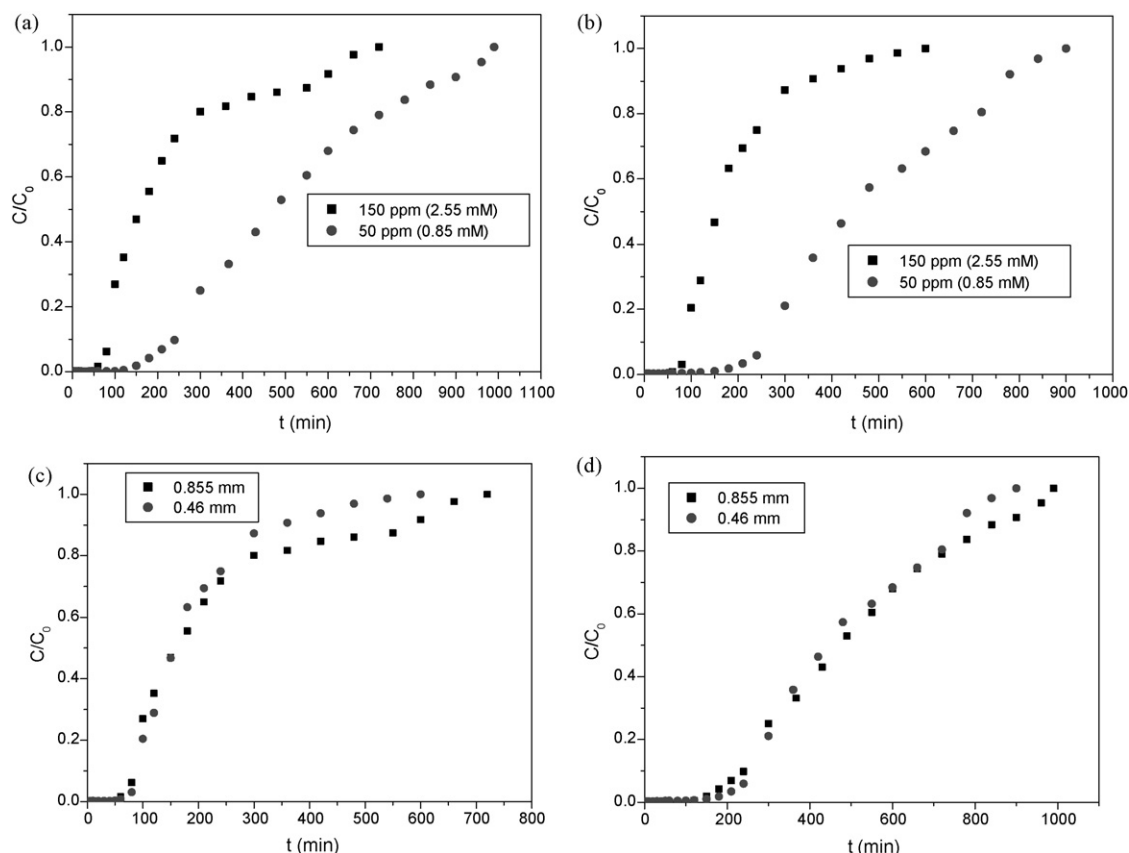 (a)
1.0
0.8
0.6
0.4
0.2
0.0
C/C₀
150 ppm (2.55 mM)
50 ppm (0.85 mM)
0 100 200 300 400 500 600 700 800 900 1000 1100
t (min)
(b)
1.0
0.8
0.6
0.4
0.2
0.0
C/C₀
150 ppm (2.55 mM)
50 ppm (0.85 mM)
0 100 200 300 400 500 600 700 800 900 1000
t (min)
(c)
0.855 mm
0.46 mm
1.0
0.8
0.6
0.4
0.2
0.0
C/C₀
0 100 200 300 400 500 600 700 800
t (min)
(d)
0.855 mm
0.46 mm
1.0
0.8
0.6
0.4
0.2
0.0
C/C₀
0 200 400 600 800 1000
t (min)